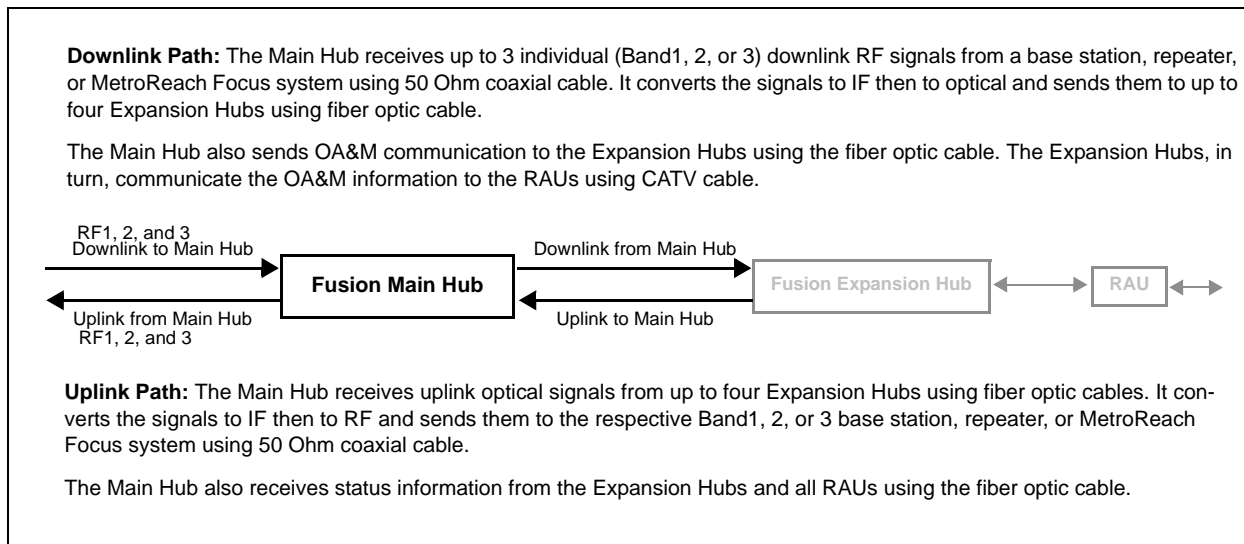 Downlink Path: The Main Hub receives up to 3 individual (Band1, 2, or 3) downlink RF signals from a base station, repeater,
or MetroReach Focus system using 50 Ohm coaxial cable. It converts the signals to IF then to optical and sends them to up to
four Expansion Hubs using fiber optic cable.
The Main Hub also sends OA&M communication to the Expansion Hubs using the fiber optic cable. The Expansion Hubs, in
turn, communicate the OA&M information to the RAUs using CATV cable.
RF1, 2, and 3
Downlink to Main Hub
Downlink from Main Hub
Fusion Main Hub
Fusion Expansion Hub
RAU
Uplink from Main Hub
RF1, 2, and 3
Uplink to Main Hub
Uplink Path: The Main Hub receives uplink optical signals from up to four Expansion Hubs using fiber optic cables. It con-
verts the signals to IF then to RF and sends them to the respective Band1, 2, or 3 base station, repeater, or MetroReach
Focus system using 50 Ohm coaxial cable.
The Main Hub also receives status information from the Expansion Hubs and all RAUs using the fiber optic cable.